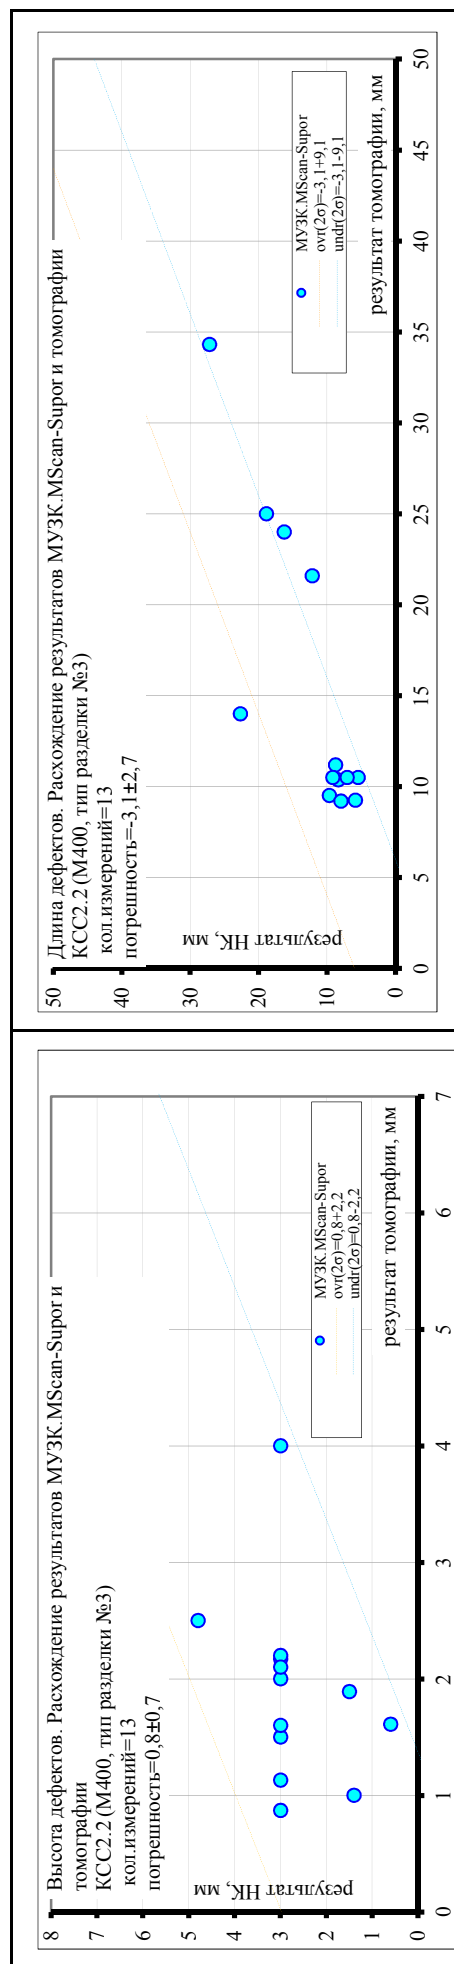 Высота дефектов. Расхождение результатов МУЗК.MScan-Supor и
томографии
КСС2.2 (М400, тип разделки №3)
кол.измерений=13
погрешность=0,8±0,7
8
7
6
5
4
3
2
1
0
результат НК, мм
0
1
2
3
4
5
6
7
результат томографии, мм
МУЗК.MScan-Supor
ovr(2σ)=0,8+2,2
undr(2σ)=0,8-2,2
Длина дефектов. Расхождение результатов МУЗК.MScan-Supor и томографии
КСС2.2 (М400, тип разделки №3)
кол.измерений=13
погрешность=-3,1±2,7
50
40
30
20
10
0
результат НК, мм
0
5
10
15
20
25
30
35
40
45
50
результат томографии, мм
МУЗК.MScan-Supor
ovr(2σ)=-3,1+9,1
undr(2σ)=-3,1-9,1